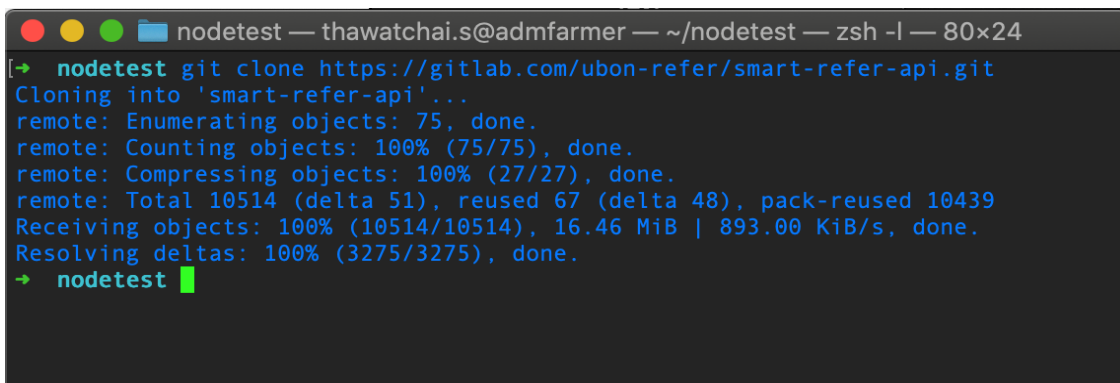 nodetest — thawatchai.s@admfarmer — ~/nodetest — zsh -l — 80×24
[➜  nodetest git clone https://gitlab.com/ubon-refer/smart-refer-api.git
Cloning into 'smart-refer-api'...
remote: Enumerating objects: 75, done.
remote: Counting objects: 100% (75/75), done.
remote: Compressing objects: 100% (27/27), done.
remote: Total 10514 (delta 51), reused 67 (delta 48), pack-reused 10439
Receiving objects: 100% (10514/10514), 16.46 MiB | 893.00 KiB/s, done.
Resolving deltas: 100% (3275/3275), done.
➜  nodetest